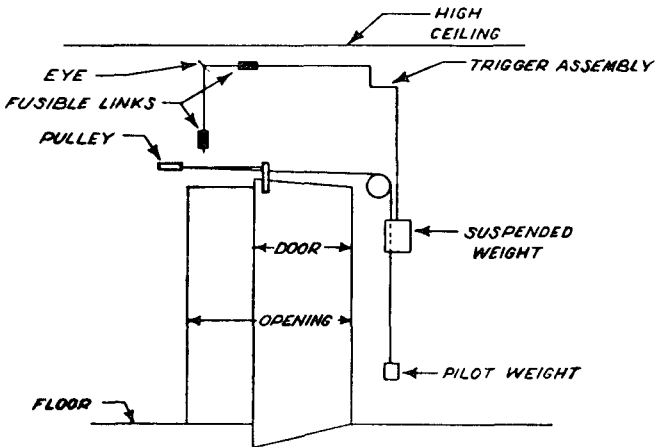 HIGH
CEILING
EYE
TRIGGER ASSEMBLY
FUSIBLE LINKS
PULLEY
SUSPENDED
WEIGHT
DOOR
OPENING
PILOT WEIGHT
FLOOR